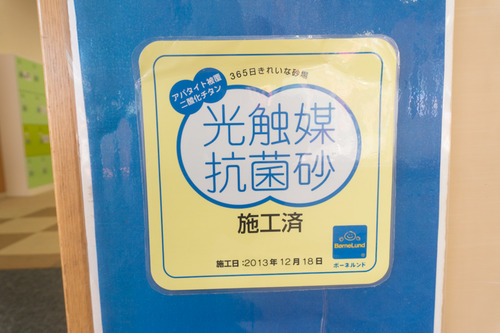 365日きれいな砂場
アパタイト被覆
二酸化チタン
光触媒
抗菌砂
施工済
BørneLund
ボーネルンド
施工日:2013年12月18日